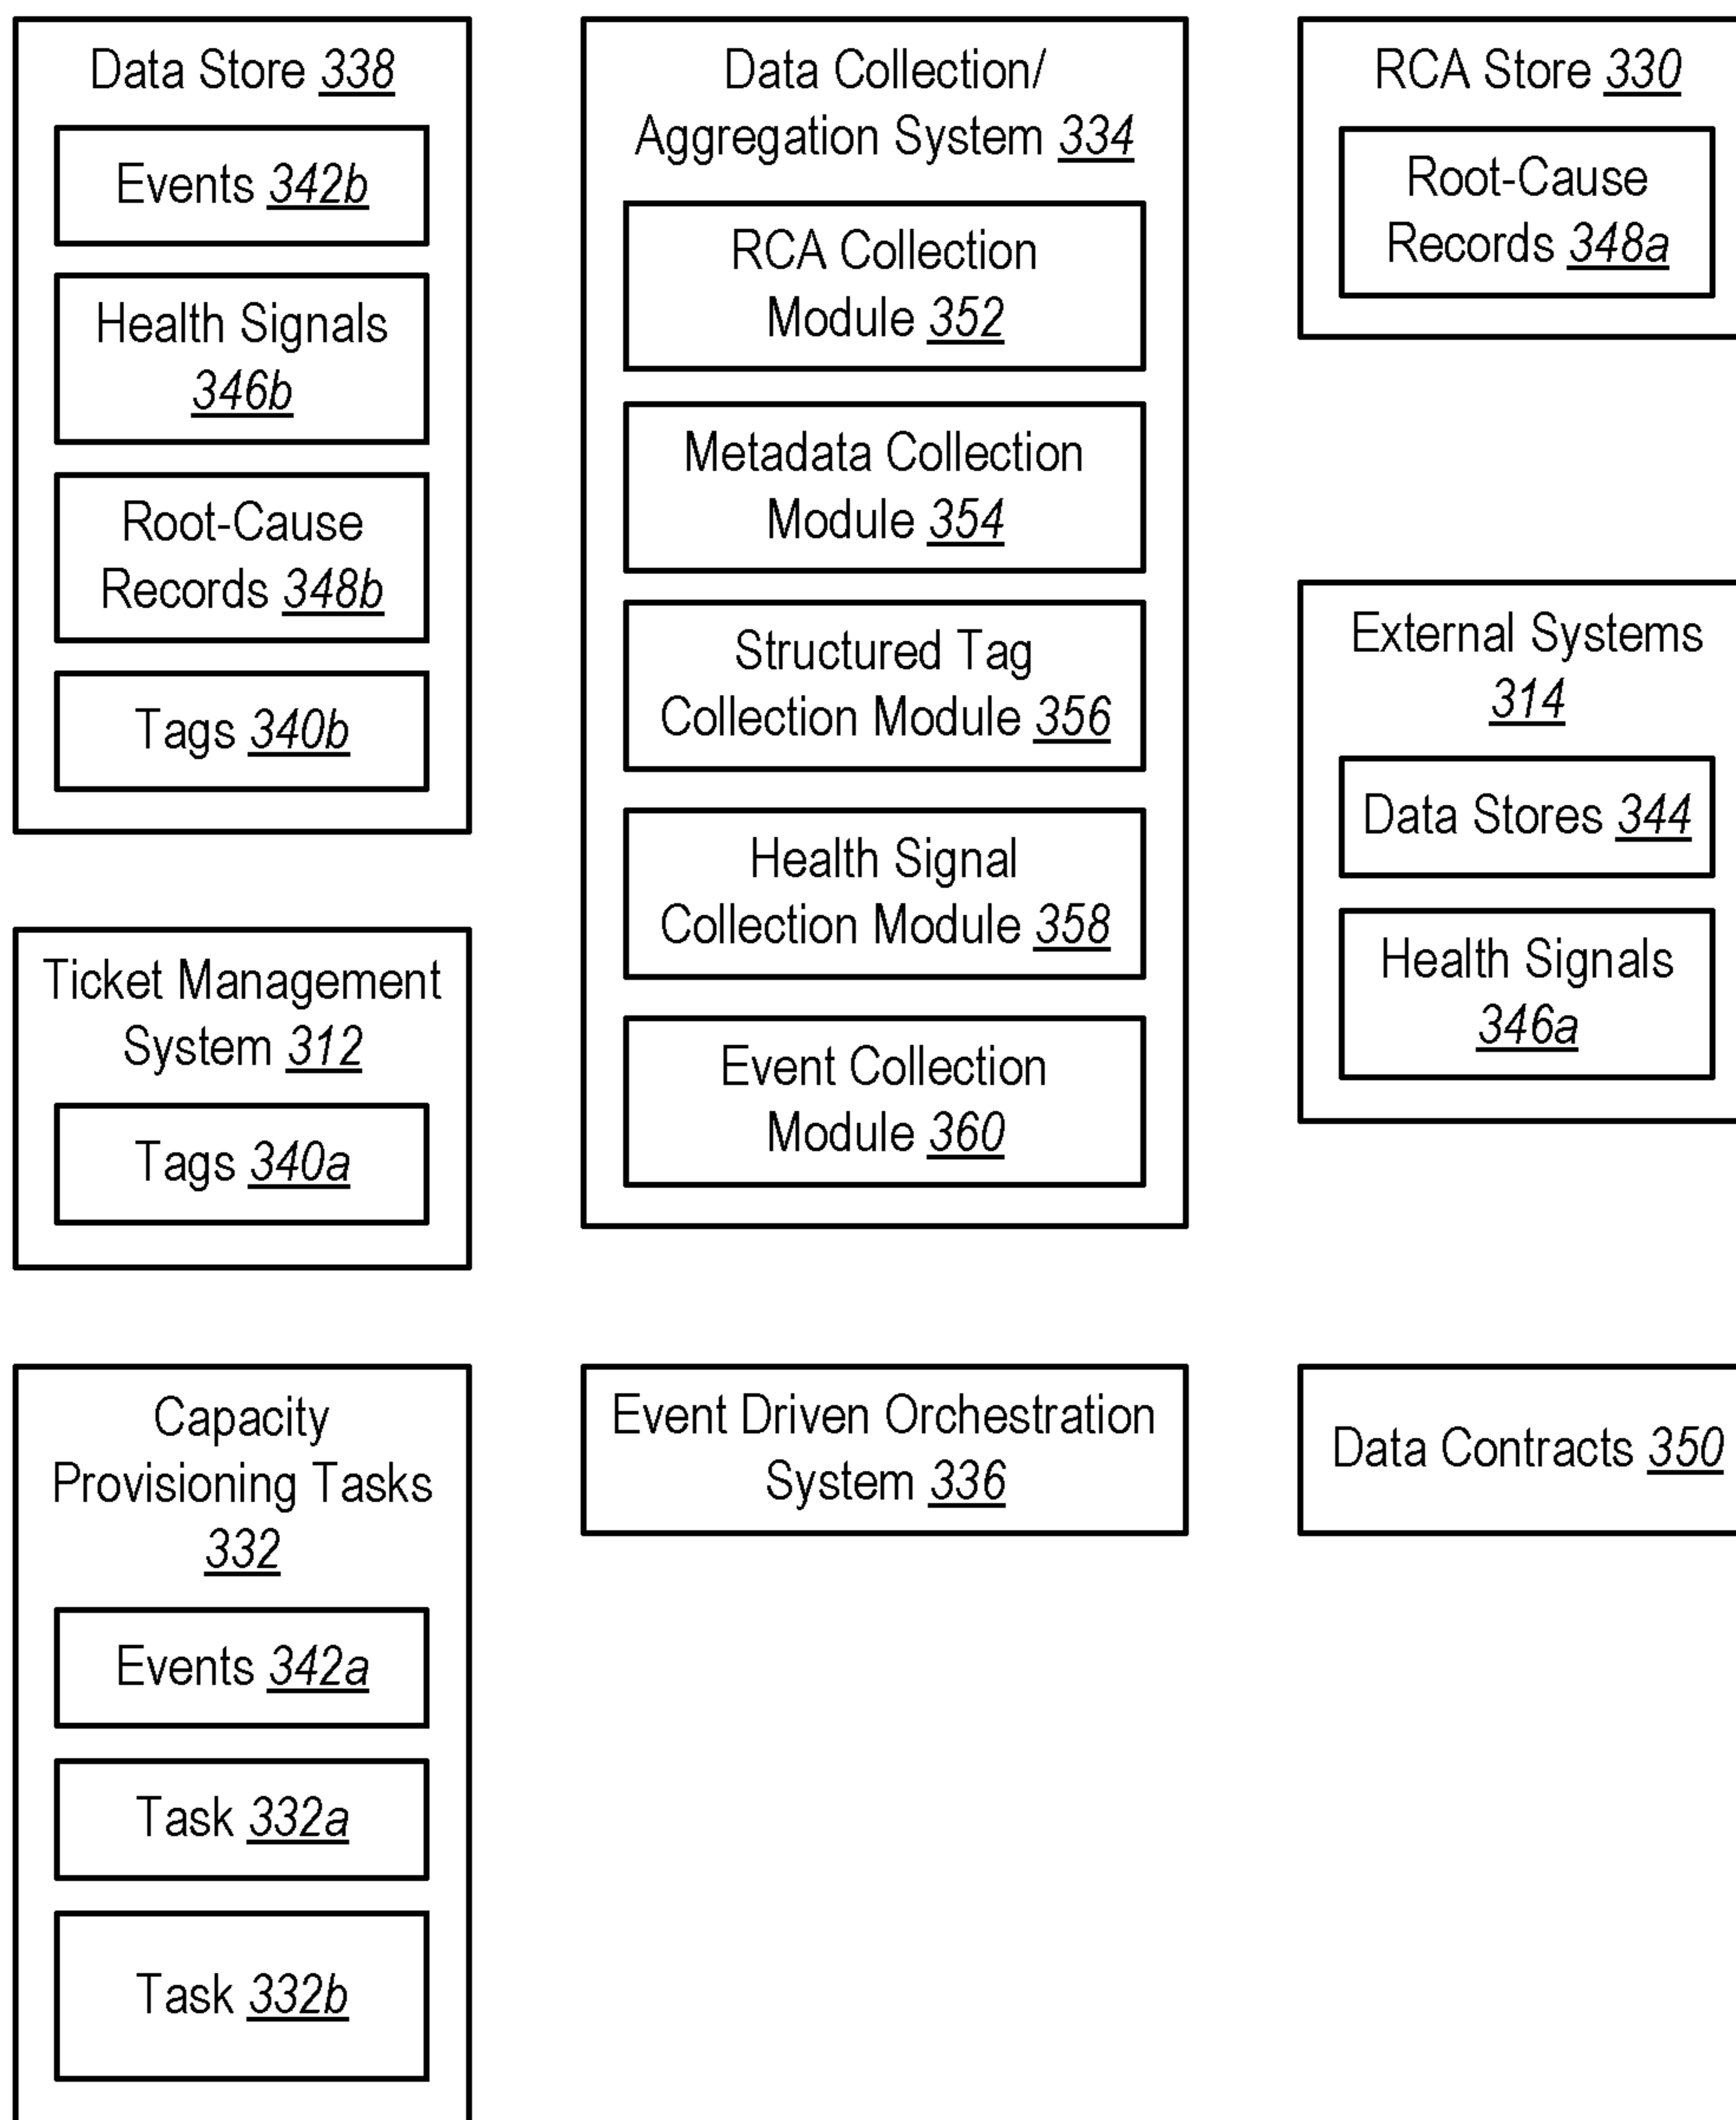 Data Store 338
Events 342b
Health Signals
346b
Root-Cause
Records 348b
Tags 340b
Ticket Management
System 312
Tags 340a
Capacity
Provisioning Tasks
332
Events 342a
Task 332a
Task 332b
Data Collection/
Aggregation System 334
RCA Collection
Module 352
Metadata Collection
Module 354
Structured Tag
Collection Module 356
Health Signal
Collection Module 358
Event Collection
Module 360
Event Driven Orchestration
System 336
RCA Store 330
Root-Cause
Records 348a
External Systems
314
Data Stores 344
Health Signals
346a
Data Contracts 350